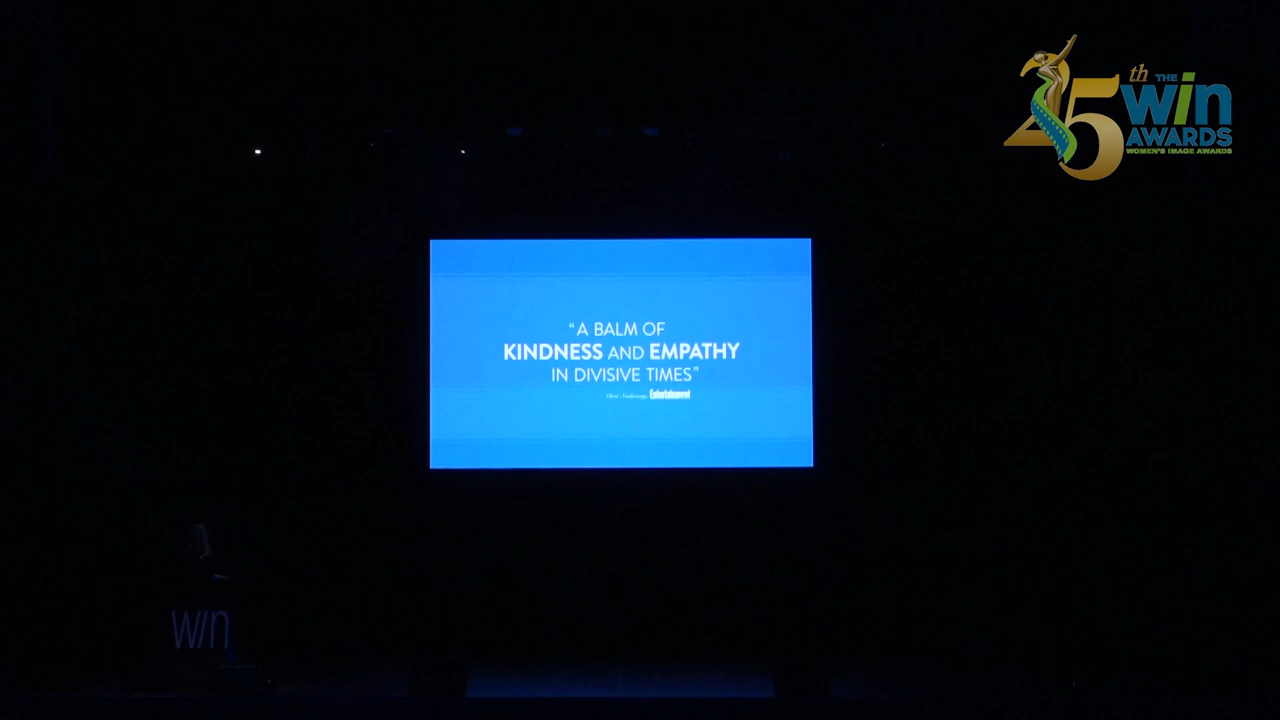 25th THE
win
AWARDS
WOMEN'S IMAGE AWARDS
“A BALM OF
KINDNESS AND EMPATHY
IN DIVISIVE TIMES”
Entertainment
win